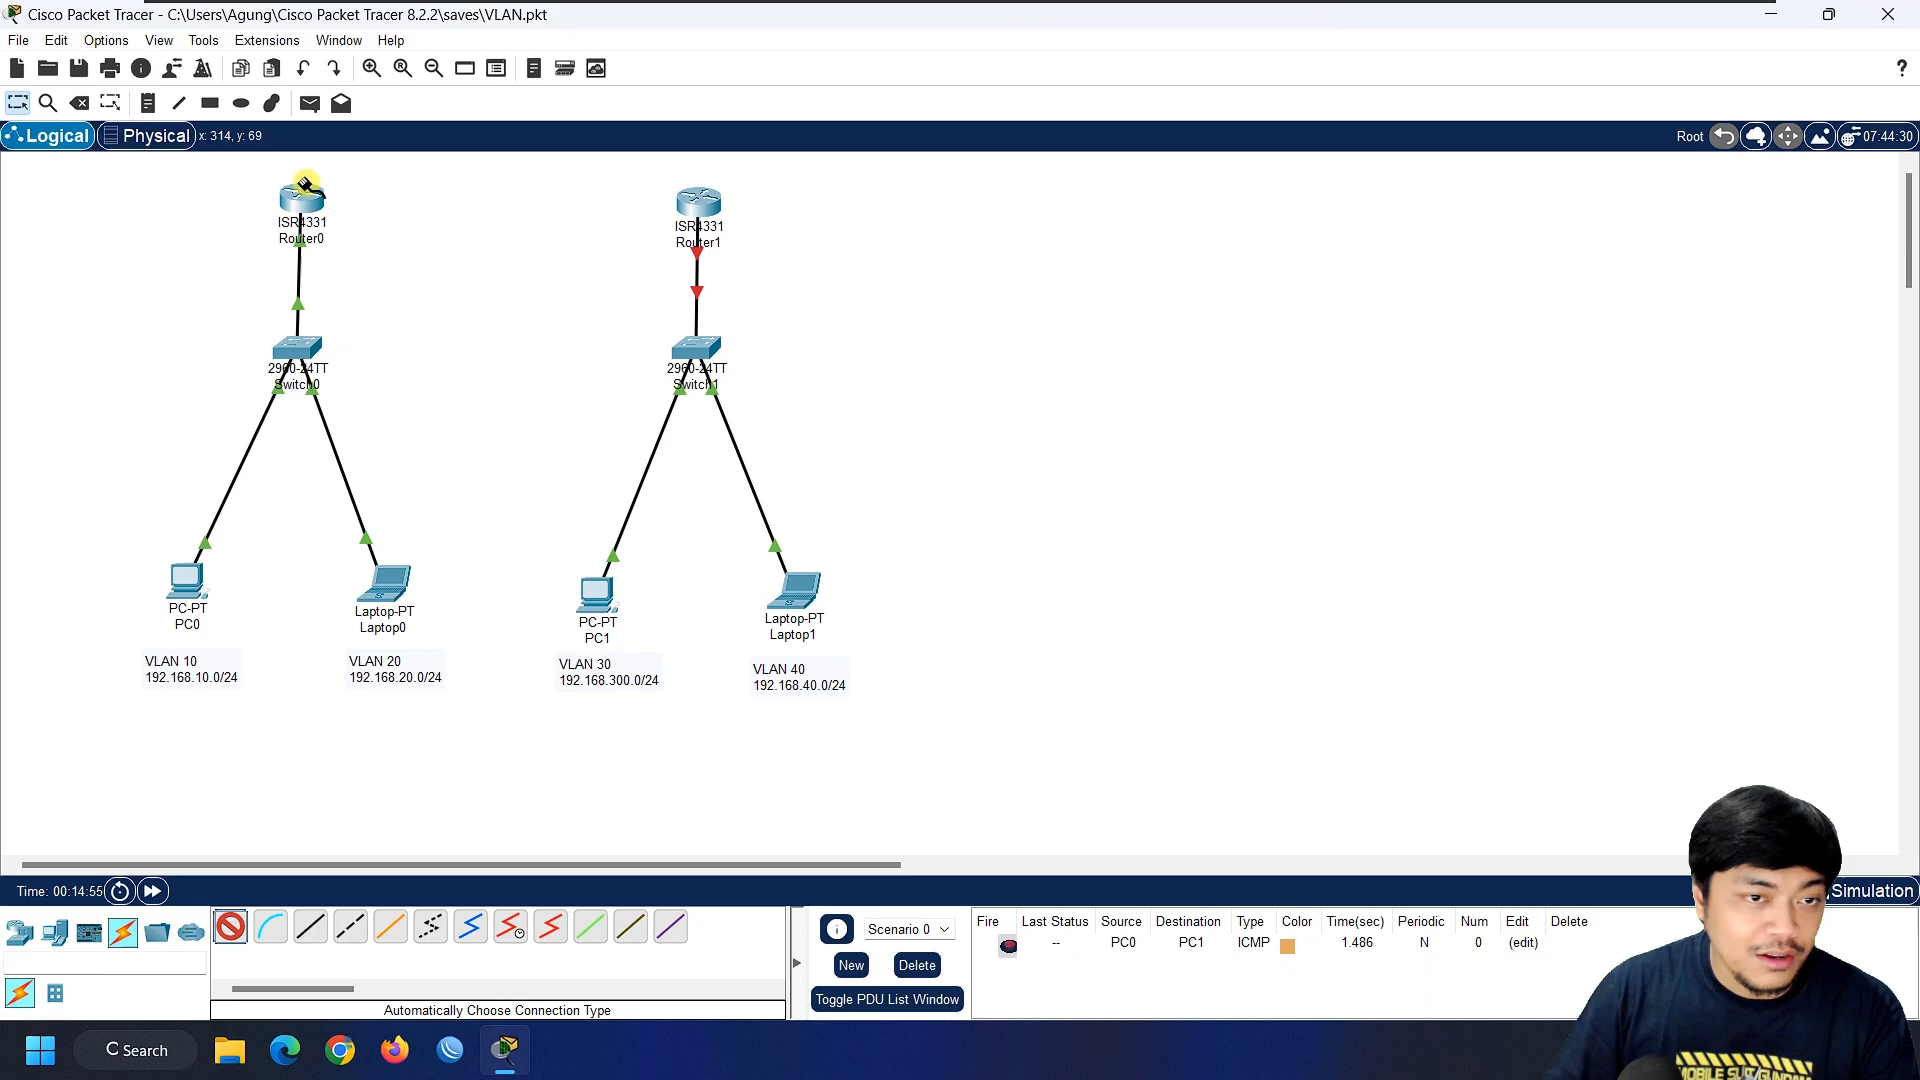 Cisco Packet Tracer - C:\Users\Agung\Cisco Packet Tracer 8.2.2\saves\VLAN.pkt
File Edit Options View Tools Extensions Window Help
?
Logical Physical x: 314, y: 69 Root 07:44:30
ISR4331
Router0
ISR4331
Router1
2960-24TT
Switch0
2960-24TT
Switch1
PC-PT
PC0
Laptop-PT
Laptop0
PC-PT
PC1
Laptop-PT
Laptop1
VLAN 10
192.168.10.0/24
VLAN 20
192.168.20.0/24
VLAN 30
192.168.300.0/24
VLAN 40
192.168.40.0/24
Time: 00:14:55 Simulation
Scenario 0
New Delete
Toggle PDU List Window
Fire Last Status Source Destination Type Color Time(sec) Periodic Num Edit Delete
-- PC0 PC1 ICMP 1.486 N 0 (edit)
Automatically Choose Connection Type
Search
MOBILE SUIT GUNDAM